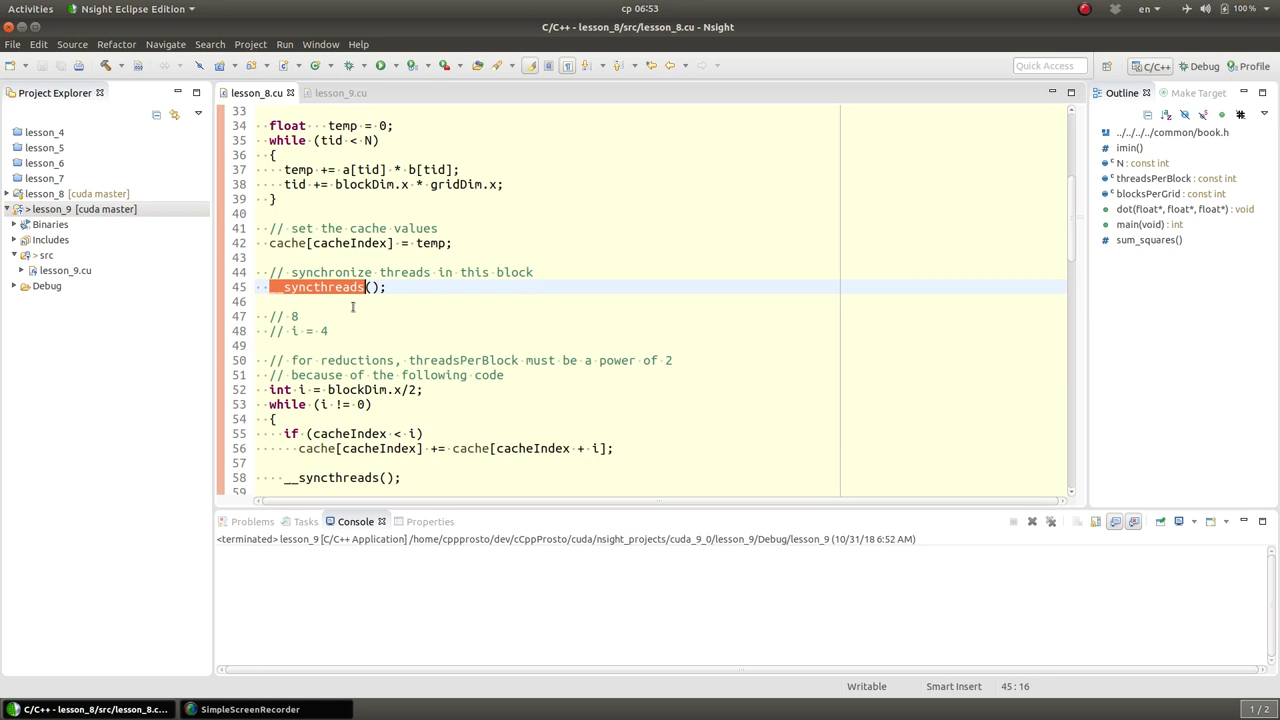 Activities Nsight Eclipse Edition ср 06:53 en 100 %
C/C++ - lesson_8/src/lesson_8.cu - Nsight
File Edit Source Refactor Navigate Search Project Run Window Help
Quick Access C/C++ Debug Profile
Project Explorer lesson_8.cu lesson_9.cu Outline Make Target
lesson_4
lesson_5
lesson_6
lesson_7
lesson_8 [cuda master]
> lesson_9 [cuda master]
Binaries
Includes
> src
lesson_9.cu
Debug
33
34 float temp = 0;
35 while (tid < N)
36 {
37 temp += a[tid] * b[tid];
38 tid += blockDim.x * gridDim.x;
39 }
40
41 // set the cache values
42 cache[cacheIndex] = temp;
43
44 // synchronize threads in this block
45 __syncthreads();
46
47 // 8
48 // i = 4
49
50 // for reductions, threadsPerBlock must be a power of 2
51 // because of the following code
52 int i = blockDim.x/2;
53 while (i != 0)
54 {
55 if (cacheIndex < i)
56 cache[cacheIndex] += cache[cacheIndex + i];
57
58 __syncthreads();
59
../../../../common/book.h
imin()
N : const int
threadsPerBlock : const int
blocksPerGrid : const int
dot(float*, float*, float*) : void
main(void) : int
sum_squares()
Problems Tasks Console Properties
<terminated> lesson_9 [C/C++ Application] /home/cppprosto/dev/cCppProsto/cuda/nsight_projects/cuda_9_0/lesson_9/Debug/lesson_9 (10/31/18 6:52 AM)
Writable Smart Insert 45 : 16
C/C++ - lesson_8/src/lesson_8.c... SimpleScreenRecorder 1 / 2